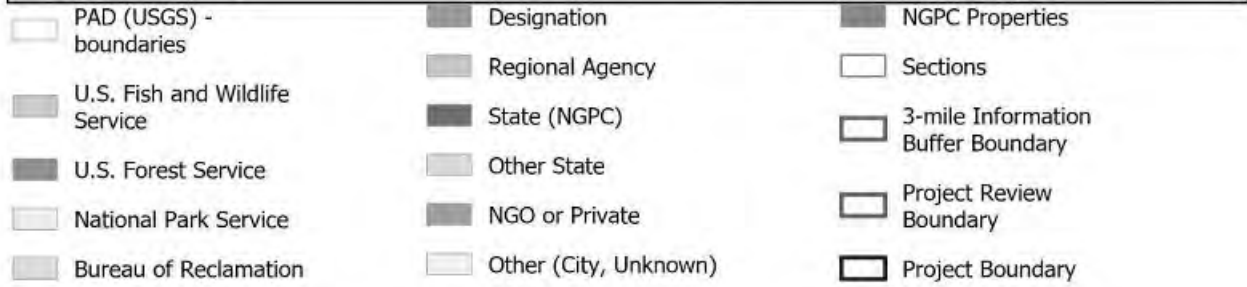 PAD (USGS) -
boundaries
U.S. Fish and Wildlife
Service
U.S. Forest Service
National Park Service
Bureau of Reclamation
Designation
Regional Agency
State (NGPC)
Other State
NGO or Private
Other (City, Unknown)
NGPC Properties
Sections
3-mile Information
Buffer Boundary
Project Review
Boundary
Project Boundary